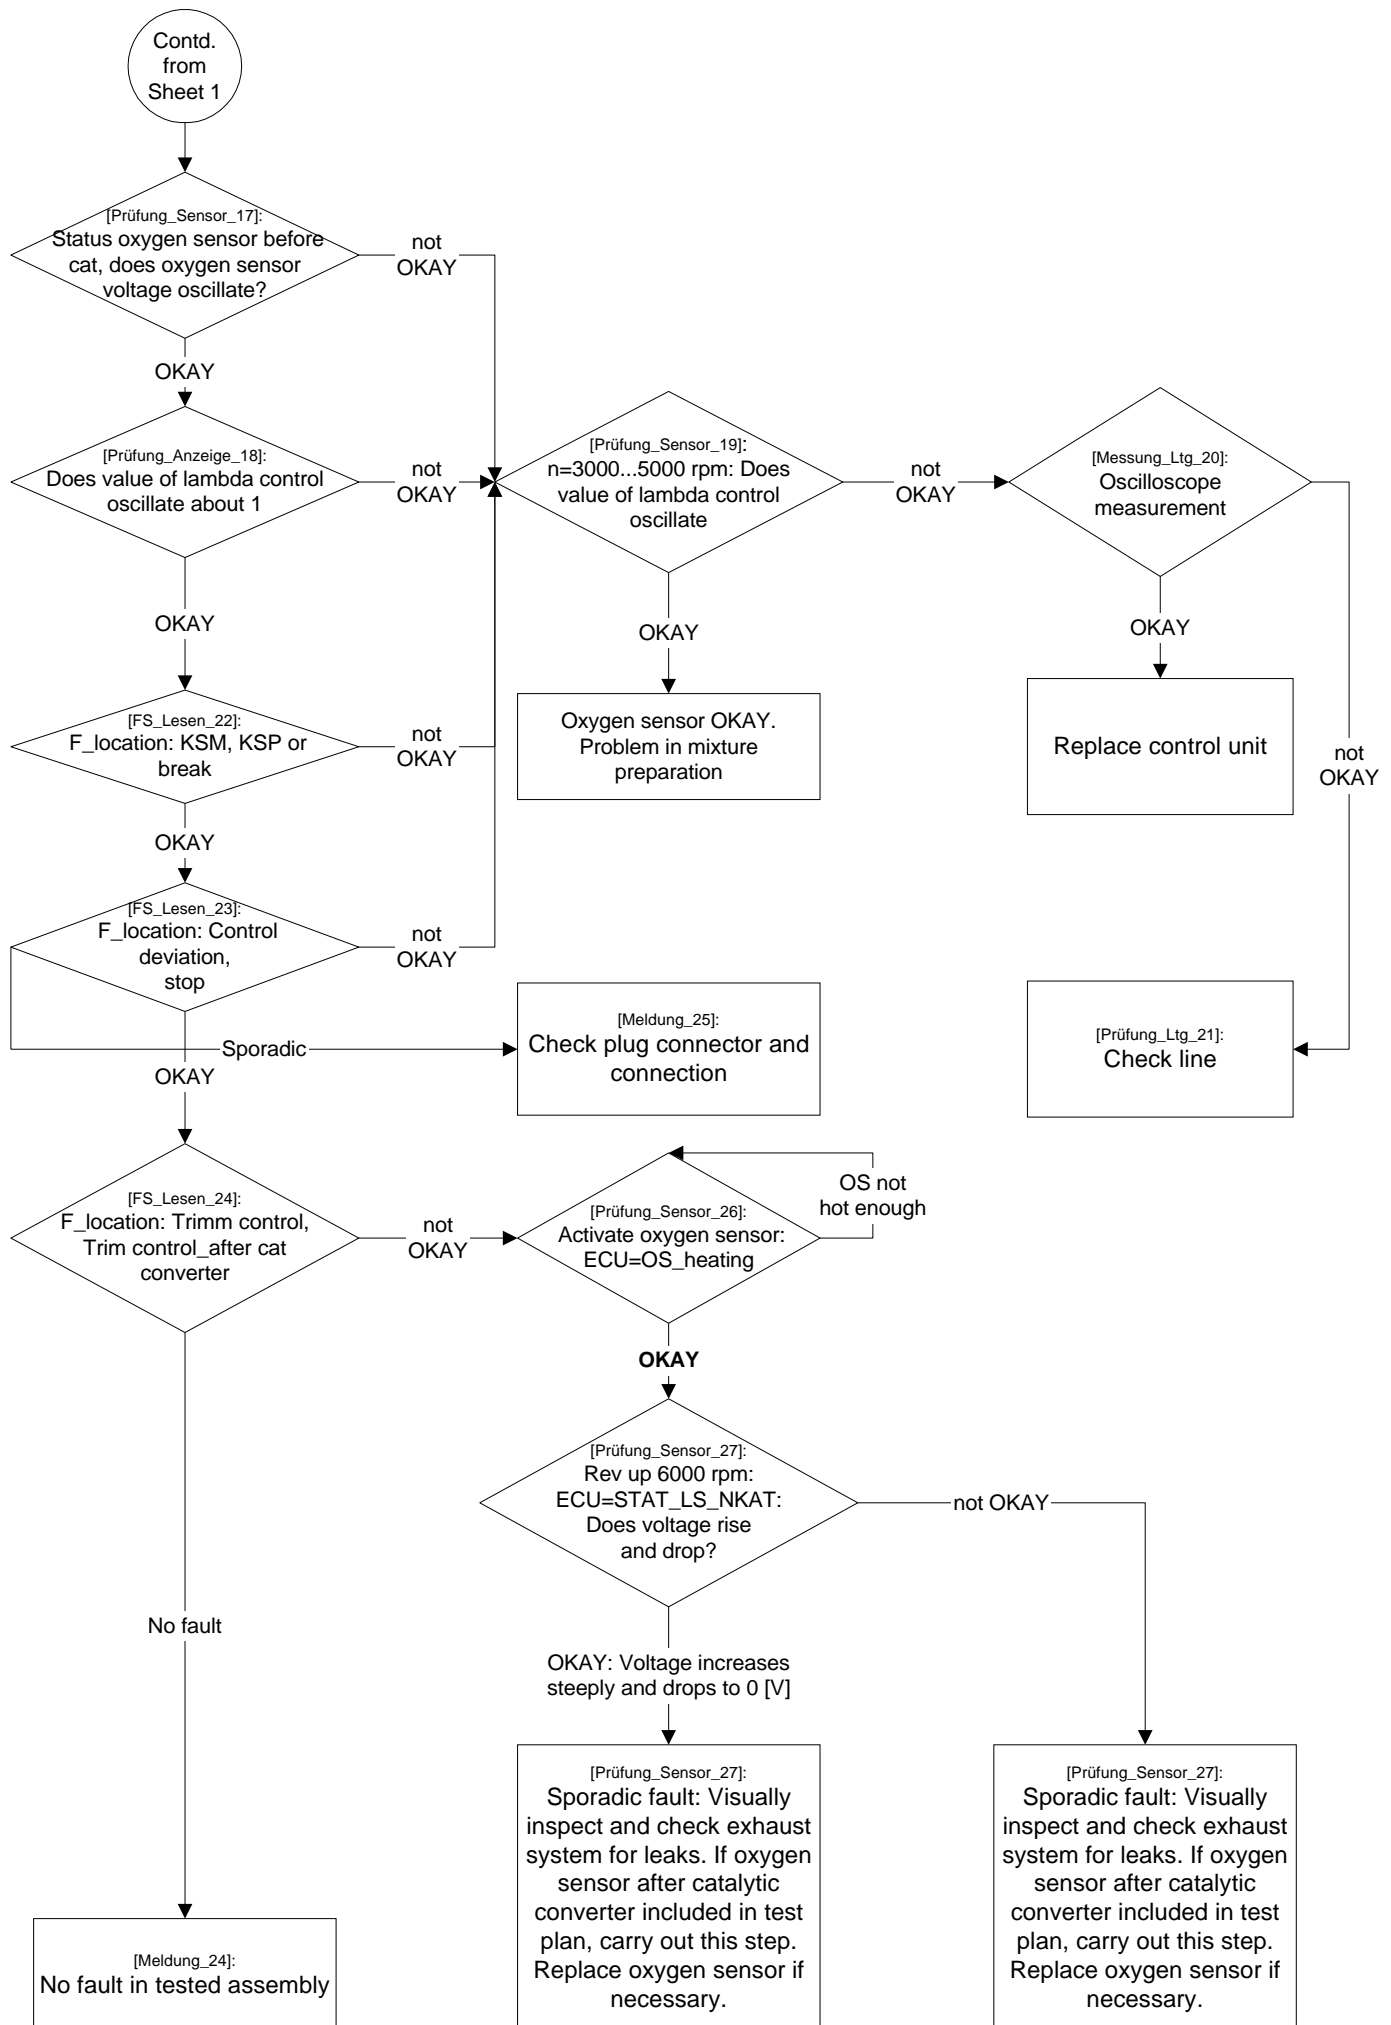 Contd.
from
Sheet 1
[Prüfung_Sensor_17]:
Status oxygen sensor before
cat, does oxygen sensor
voltage oscillate?
not
OKAY
OKAY
[Prüfung_Anzeige_18]:
Does value of lambda control
oscillate about 1
not
OKAY
[Prüfung_Sensor_19]:
n=3000...5000 rpm: Does
value of lambda control
oscillate
not
OKAY
[Messung_Ltg_20]:
Oscilloscope
measurement
OKAY
OKAY
OKAY
[FS_Lesen_22]:
F_location: KSM, KSP or
break
not
OKAY
Oxygen sensor OKAY.
Problem in mixture
preparation
Replace control unit
not
OKAY
OKAY
[FS_Lesen_23]:
F_location: Control
deviation,
stop
not
OKAY
Sporadic
[Meldung_25]:
Check plug connector and
connection
[Prüfung_Ltg_21]:
Check line
OKAY
[FS_Lesen_24]:
F_location: Trimm control,
Trim control_after cat
converter
not
OKAY
[Prüfung_Sensor_26]:
Activate oxygen sensor:
ECU=OS_heating
OS not
hot enough
OKAY
[Prüfung_Sensor_27]:
Rev up 6000 rpm:
ECU=STAT_LS_NKAT:
Does voltage rise
and drop?
not OKAY
No fault
OKAY: Voltage increases
steeply and drops to 0 [V]
[Meldung_24]:
No fault in tested assembly
[Prüfung_Sensor_27]:
Sporadic fault: Visually
inspect and check exhaust
system for leaks. If oxygen
sensor after catalytic
converter included in test
plan, carry out this step.
Replace oxygen sensor if
necessary.
[Prüfung_Sensor_27]:
Sporadic fault: Visually
inspect and check exhaust
system for leaks. If oxygen
sensor after catalytic
converter included in test
plan, carry out this step.
Replace oxygen sensor if
necessary.